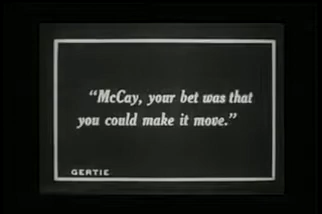 “McCay, your bet was that
you could make it move.”
GERTIE